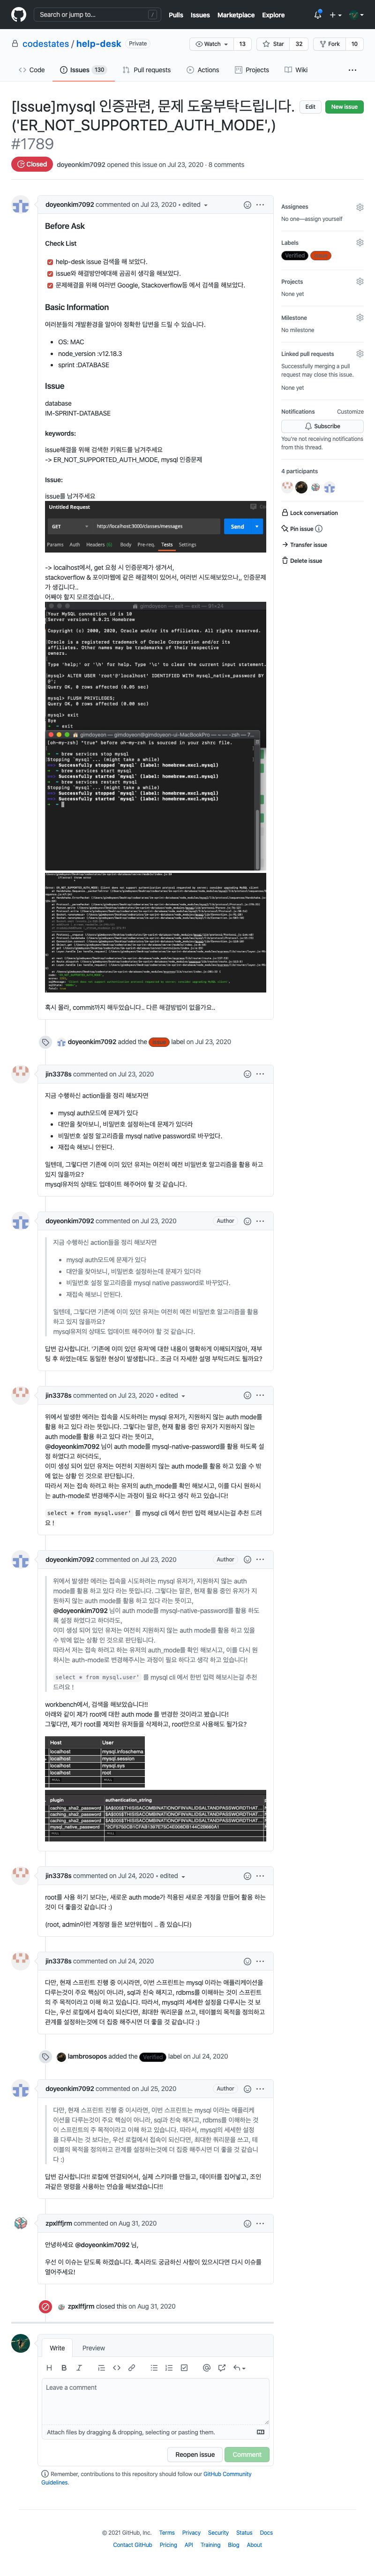 Search or jump to...
/
Pulls Issues Marketplace Explore
codestates / help-desk Private
Watch 13 Star 32 Fork 10
Code Issues 130 Pull requests Actions Projects Wiki
[Issue]mysql 인증관련, 문제 도움부탁드립니다.
('ER_NOT_SUPPORTED_AUTH_MODE',)
#1789
Edit New issue
Closed doyeonkim7092 opened this issue on Jul 23, 2020 · 8 comments
doyeonkim7092 commented on Jul 23, 2020 • edited
Before Ask
Check List
help-desk issue 검색을 해 보았다.
issue와 해결방안에대해 곰곰히 생각을 해보았다.
문제해결을 위해 여러번 Google, Stackoverflow등 에서 검색을 해보았다.
Basic Information
여러분들의 개발환경을 알아야 정확한 답변을 드릴 수 있습니다.
OS: MAC
node_version :v12.18.3
sprint :DATABASE
Issue
database
IM-SPRINT-DATABASE
keywords:
issue해결을 위해 검색한 키워드를 남겨주세요
-> ER_NOT_SUPPORTED_AUTH_MODE, mysql 인증문제
Issue:
issue를 남겨주세요
Untitled Request
GET http://localhost:3000/classes/messages Send
Params Auth Headers Body Pre-req. Tests Settings
-> localhost에서, get 요청 시 인증문제가 생겨서,
stackoverflow & 포이마웹에 같은 해결책이 있어서, 여러번 시도해보았으나,, 인증문제
가 생깁니다..
어쩌야 할지 모르겠습니다..
Your MySQL connection id is 10
Server version: 8.0.21 Homebrew
Copyright (c) 2000, 2020, Oracle and/or its affiliates. All rights reserved.
Oracle is a registered trademark of Oracle Corporation and/or its
affiliates. Other names may be trademarks of their respective
owners.
Type 'help;' or '\h' for help. Type '\c' to clear the current input statement.
mysql> ALTER USER 'root'@'localhost' IDENTIFIED WITH mysql_native_password BY
Query OK, 0 rows affected (0.05 sec)
mysql> FLUSH PRIVILEGES;
Query OK, 0 rows affected (0.00 sec)
mysql> exit
Bye
[oh-my-zsh] to "true" before oh-my-zsh is sourced in your zshrc file.
brew services stop mysql
Stopping `mysql`... (might take a while)
Successfully stopped `mysql` (label: homebrew.mxcl.mysql)
brew services start mysql
Successfully started `mysql` (label: homebrew.mxcl.mysql)
brew services stop mysql
Stopping `mysql`... (might take a while)
Successfully stopped `mysql` (label: homebrew.mxcl.mysql)
brew services start mysql
Successfully started `mysql` (label: homebrew.mxcl.mysql)
혹시 몰라, commit까지 해두었습니다.. 다른 해결방법이 없을가요..
doyeonkim7092 added the label on Jul 23, 2020
jin3378s commented on Jul 23, 2020
지금 수행하신 action들을 정리 해보자면
mysql auth모드에 문제가 있다
대안을 찾아보니, 비밀번호 설정하는데 문제가 있더라
비밀번호 설정 알고리즘을 mysql native password로 바꾸었다.
재접속 해보니 안된다.
일텐데, 그렇다면 기존에 이미 있던 유저는 여전히 예전 비밀번호 알고리즘을 활용 하고
있지 않을까요?
mysql유저의 상태도 업데이트 해주어야 할 것 같습니다.
doyeonkim7092 commented on Jul 23, 2020 Author
지금 수행하신 action들을 정리 해보자면
mysql auth모드에 문제가 있다
대안을 찾아보니, 비밀번호 설정하는데 문제가 있더라
비밀번호 설정 알고리즘을 mysql native password로 바꾸었다.
재접속 해보니 안된다.
일텐데, 그렇다면 기존에 이미 있던 유저는 여전히 예전 비밀번호 알고리즘을 활용
하고 있지 않을까요?
mysql유저의 상태도 업데이트 해주어야 할 것 같습니다.
답변 감사합니다!. '기존에 이미 있던 유저'에 대한 내용이 명확하게 이해되지않아, 재부
팅 후 하였는데도 동일한 현상이 발생합니다.. 조금 더 자세한 설명 부탁드려도 될까요?
jin3378s commented on Jul 23, 2020 • edited
위에서 발생한 에러는 접속을 시도하려는 mysql 유저가, 지원하지 않는 auth mode를
활용 하고 있다 라는 뜻입니다. 그렇다는 말은, 현재 활용 중인 유저가 지원하지 않는
auth mode를 활용 하고 있다 라는 뜻이고,
@doyeonkim7092 님이 auth mode를 mysql-native-password를 활용 하도록 설
정 하였다고 하더라도,
이미 생성 되어 있던 유저는 여전히 지원하지 않는 auth mode를 활용 하고 있을 수 밖
에 없는 상황 인 것으로 판단됩니다.
따라서 저는 접속 하려고 하는 유저의 auth_mode를 확인 해보시고, 이를 다시 원하시
는 auth-mode로 변경해주시는 과정이 필요 하다고 생각 하고 있습니다!
select * from mysql.user' 를 mysql cli 에서 한번 입력 해보시는걸 추천 드려
요 !
doyeonkim7092 commented on Jul 23, 2020 Author
위에서 발생한 에러는 접속을 시도하려는 mysql 유저가, 지원하지 않는 auth
mode를 활용 하고 있다 라는 뜻입니다. 그렇다는 말은, 현재 활용 중인 유저가 지
원하지 않는 auth mode를 활용 하고 있다 라는 뜻이고,
@doyeonkim7092 님이 auth mode를 mysql-native-password를 활용 하도
록 설정 하였다고 하더라도,
이미 생성 되어 있던 유저는 여전히 지원하지 않는 auth mode를 활용 하고 있을
수 밖에 없는 상황 인 것으로 판단됩니다.
따라서 저는 접속 하려고 하는 유저의 auth_mode를 확인 해보시고, 이를 다시 원
하시는 auth-mode로 변경해주시는 과정이 필요 하다고 생각 하고 있습니다!
select * from mysql.user' 를 mysql cli 에서 한번 입력 해보시는걸 추천
드려요 !
workbench에서, 검색을 해보았습니다!!
아래와 같이 제가 root에 대한 auth mode 를 변경한 것이라고 봤습니다!
그렇다면, 제가 root를 제외한 유저들을 삭제하고, root만으로 사용해도 될가요?
Host User
localhost mysql.infoschema
localhost mysql.session
localhost mysql.sys
localhost root
plugin authentication_string
caching_sha2_password $A$005$THISISACOMBINATIONOFINVALIDSALTANDPASSWORDTHAT...
caching_sha2_password $A$005$THISISACOMBINATIONOFINVALIDSALTANDPASSWORDTHAT...
caching_sha2_password $A$005$THISISACOMBINATIONOFINVALIDSALTANDPASSWORDTHAT...
mysql_native_password
jin3378s commented on Jul 24, 2020 • edited
root를 사용 하기 보다는, 새로운 auth mode가 적용된 새로운 계정을 만들어 활용 하는
것이 더 좋을것 같습니다 :)
(root, admin이런 계정명 들은 보안위험이 .. 좀 있습니다)
jin3378s commented on Jul 24, 2020
다만, 현재 스프린트 진행 중 이시라면, 이번 스프린트는 mysql 이라는 애플리케이션을
다루는것이 주요 핵심이 아니라, sql과 친숙 해지고, rdbms를 이해하는 것이 스프린트
의 주 목적이라고 이해 하고 있습니다. 따라서, mysql의 세세한 설정을 다루시는 것 보
다는, 우선 로컬에서 접속이 되신다면, 최대한 쿼리문을 쓰고, 테이블의 목적을 정의하고
관계를 설정하는것에 더 집중 해주시면 더 좋을 것 같습니다 :)
lambrosopos added the Verified label on Jul 24, 2020
doyeonkim7092 commented on Jul 25, 2020 Author
다만, 현재 스프린트 진행 중 이시라면, 이번 스프린트는 mysql 이라는 애플리케
이션을 다루는것이 주요 핵심이 아니라, sql과 친숙 해지고, rdbms를 이해하는 것
이 스프린트의 주 목적이라고 이해 하고 있습니다. 따라서, mysql의 세세한 설정
을 다루시는 것 보다는, 우선 로컬에서 접속이 되신다면, 최대한 쿼리문을 쓰고, 테
이블의 목적을 정의하고 관계를 설정하는것에 더 집중 해주시면 더 좋을 것 같습니
다 :)
답변 감사합니다!! 로컬에 연결되어서, 실제 스키마를 만들고, 데이터를 집어넣고, 조인
과같은 명령을 사용하는 연습을 해보겠습니다!!
zpxlffjrm commented on Aug 31, 2020
안녕하세요 @doyeonkim7092 님,
우선 이 이슈는 닫도록 하겠습니다. 혹시라도 궁금하신 사항이 있으시다면 다시 이슈를
열어주세요!
zpxlffjrm closed this on Aug 31, 2020
Write Preview
Leave a comment
Attach files by dragging & dropping, selecting or pasting them.
Reopen issue Comment
Remember, contributions to this repository should follow our GitHub Community
Guidelines.
Assignees
No one—assign yourself
Labels
Verified
Projects
None yet
Milestone
No milestone
Linked pull requests
Successfully merging a pull
request may close this issue.
None yet
Notifications Customize
Subscribe
You're not receiving notifications
from this thread.
4 participants
Lock conversation
Pin issue
Transfer issue
Delete issue
© 2021 GitHub, Inc. Terms Privacy Security Status Docs
Contact GitHub Pricing API Training Blog About